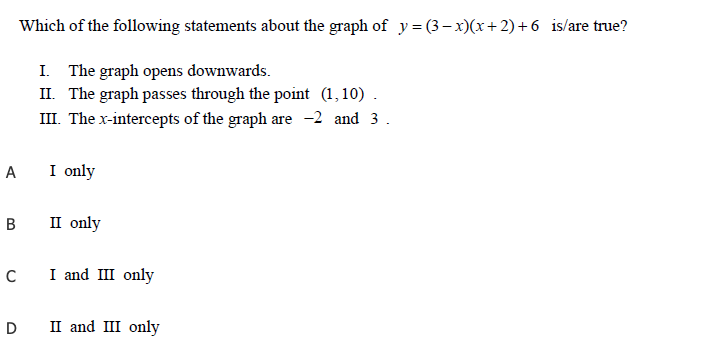 Which of the following statements about the graph of y = (3 − x)(x + 2) + 6 is/are true?
I. The graph opens downwards.
II. The graph passes through the point (1, 10) .
III. The x-intercepts of the graph are −2 and 3 .
A I only
B II only
C I and III only
D II and III only